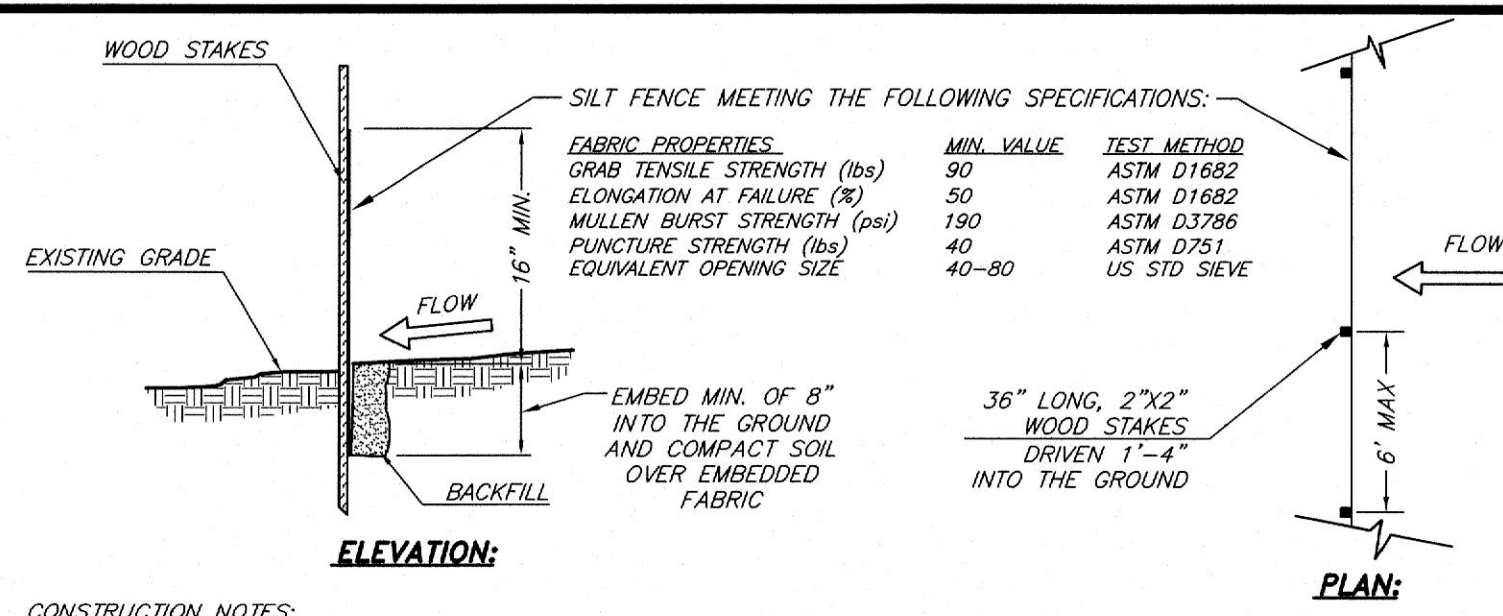 WOOD STAKES
SILT FENCE MEETING THE FOLLOWING SPECIFICATIONS:
FABRIC PROPERTIES MIN. VALUE TEST METHOD
GRAB TENSILE STRENGTH (lbs) 90 ASTM D1682
ELONGATION AT FAILURE (%) 50 ASTM D1682
MULLEN BURST STRENGTH (psi) 190 ASTM D3786
PUNCTURE STRENGTH (lbs) 40 ASTM D751
EQUIVALENT OPENING SIZE 40-80 US STD SIEVE
16" MIN.
EXISTING GRADE
FLOW
FLOW
EMBED MIN. OF 8"
INTO THE GROUND
AND COMPACT SOIL
OVER EMBEDDED
FABRIC
BACKFILL
36" LONG, 2"X2"
WOOD STAKES
DRIVEN 1'-4"
INTO THE GROUND
6' MAX
ELEVATION:
PLAN:
CONSTRUCTION NOTES: